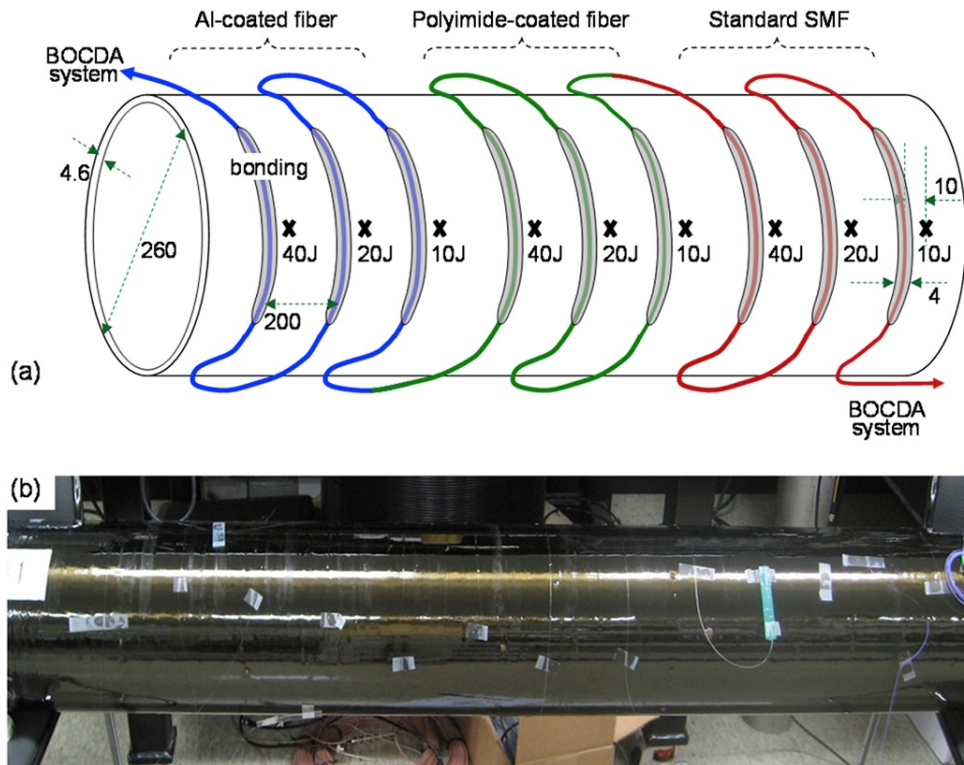 Al-coated fiber
Polyimide-coated fiber
Standard SMF
BOCDA
system
4.6
260
bonding
200
40J
20J
10J
40J
20J
10J
40J
20J
10J
10
4
(a)
BOCDA
system
(b)
1